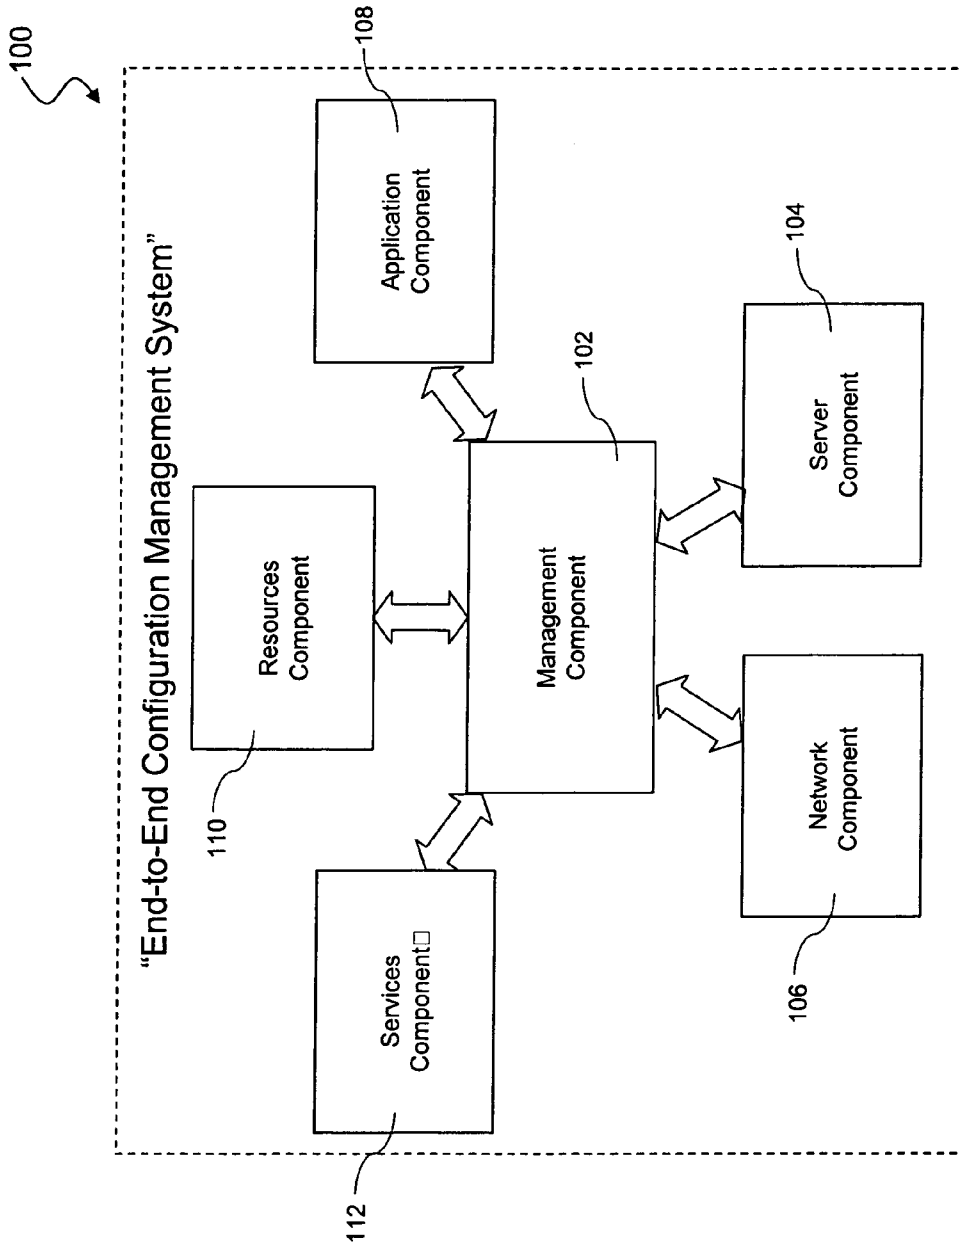 100
“End-to-End Configuration Management System”
110
Resources
Component
112
Services
Component□
Application
Component
108
Management
Component
102
106
Network
Component
Server
Component
104